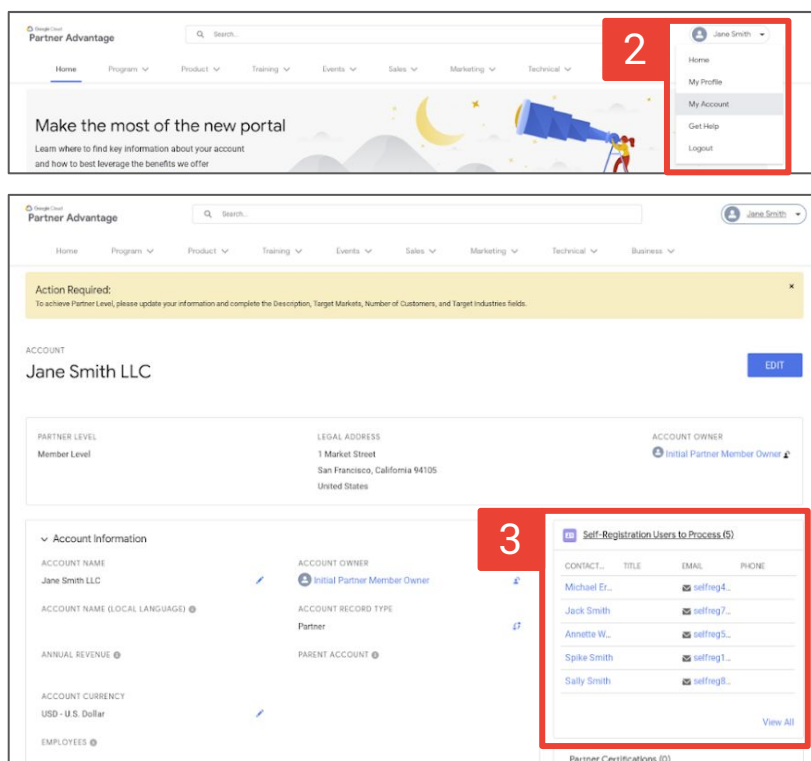 Google Cloud
Partner Advantage
Search...
2
Jane Smith
Home
Program
Product
Training
Events
Sales
Marketing
Technical
Home
My Profile
My Account
Get Help
Logout
Make the most of the new portal
Learn where to find key information about your account
and how to best leverage the benefits we offer
Google Cloud
Partner Advantage
Search...
Jane Smith
Home
Program
Product
Training
Events
Sales
Marketing
Technical
Business
Action Required:
To achieve Partner Level, please update your information and complete the Description, Target Markets, Number of Customers, and Target Industries fields.
ACCOUNT
Jane Smith LLC
EDIT
PARTNER LEVEL
Member Level
LEGAL ADDRESS
1 Market Street
San Francisco, California 94105
United States
ACCOUNT OWNER
Initial Partner Member Owner
Account Information
ACCOUNT NAME
Jane Smith LLC
ACCOUNT OWNER
Initial Partner Member Owner
ACCOUNT NAME (LOCAL LANGUAGE)
ACCOUNT RECORD TYPE
Partner
ANNUAL REVENUE
PARENT ACCOUNT
ACCOUNT CURRENCY
USD - U.S. Dollar
EMPLOYEES
3
Self-Registration Users to Process (5)
CONTACT... TITLE EMAIL PHONE
Michael Er... selfreg4...
Jack Smith selfreg7...
Annette W... selfreg5...
Spike Smith selfreg1...
Sally Smith selfreg8...
View All
Partner Certifications (0)